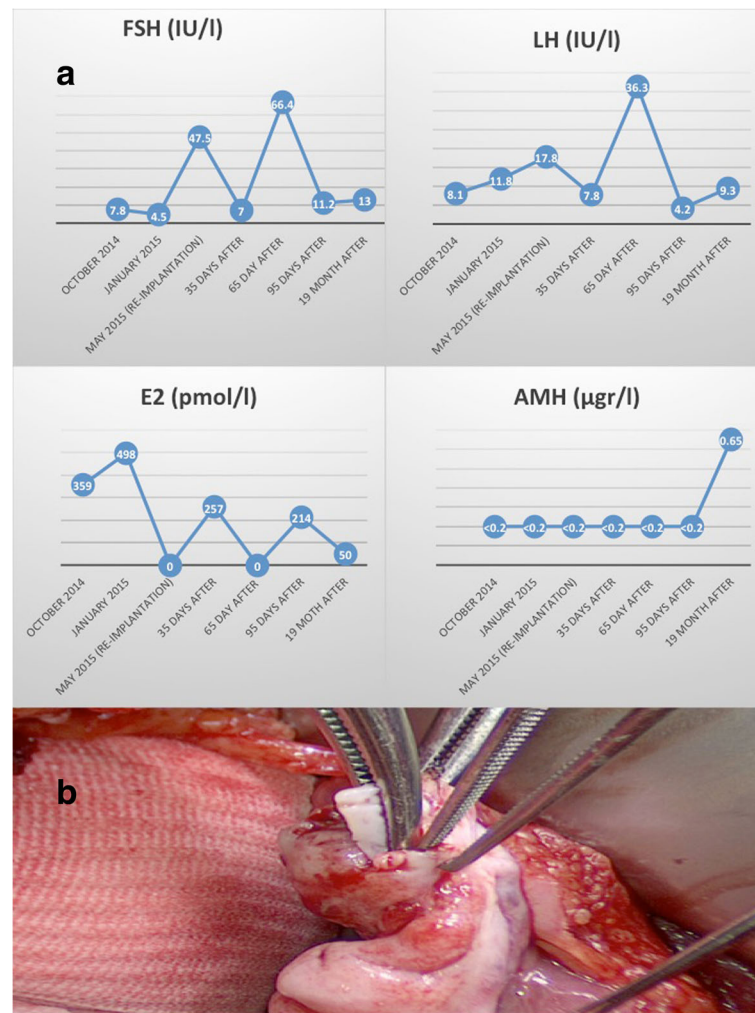 FSH (IU/l)
a
47.5
66.4
7.8
4.5
7
11.2
13
OCTOBER 2014
JANUARY 2015
MAY 2015 (RE-IMPLANTATION)
35 DAYS AFTER
65 DAY AFTER
95 DAYS AFTER
19 MONTH AFTER
LH (IU/l)
8.1
11.8
17.8
7.8
36.3
4.2
9.3
OCTOBER 2014
JANUARY 2015
MAY 2015 (RE-IMPLANTATION)
35 DAYS AFTER
65 DAY AFTER
95 DAYS AFTER
19 MONTH AFTER
E2 (pmol/l)
359
498
0
257
0
214
50
OCTOBER 2014
JANUARY 2015
MAY 2015 (RE-IMPLANTATION)
35 DAYS AFTER
65 DAY AFTER
95 DAYS AFTER
19 MOTH AFTER
AMH (µgr/l)
<0.2
<0.2
<0.2
<0.2
<0.2
<0.2
0.65
OCTOBER 2014
JANUARY 2015
MAY 2015 (RE-IMPLANTATION)
35 DAYS AFTER
65 DAY AFTER
95 DAYS AFTER
19 MONTH AFTER
b